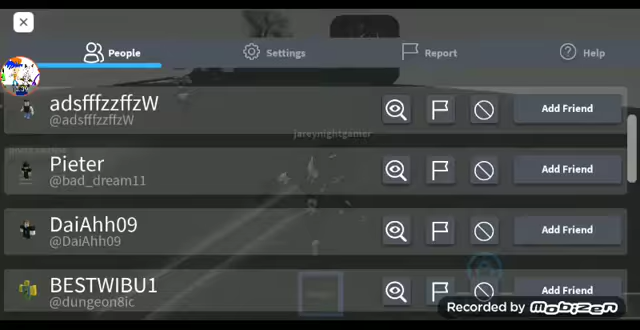 People
Settings
Report
Help
adsfffzzffzW
@adsfffzzffzW
Add Friend
jareynightgamer
Pieter
@bad_dream11
Add Friend
DaiAhh09
@DaiAhh09
Add Friend
BESTWIBU1
@dungeon8ic
Add Friend
Recorded by Mobizen